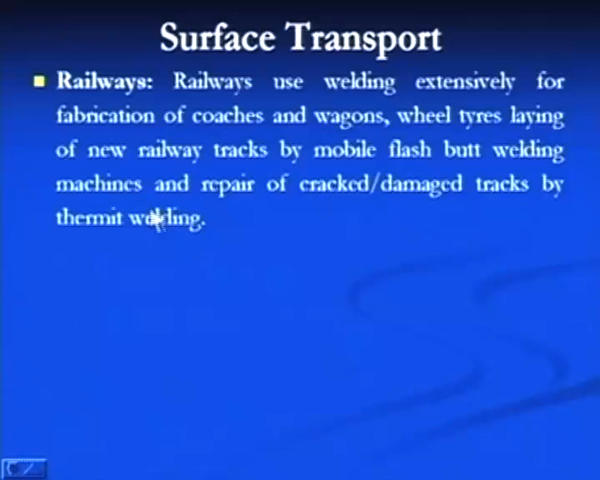 Surface Transport
Railways: Railways use welding extensively for
fabrication of coaches and wagons, wheel tyres laying
of new railway tracks by mobile flash butt welding
machines and repair of cracked/damaged tracks by
thermit welding.